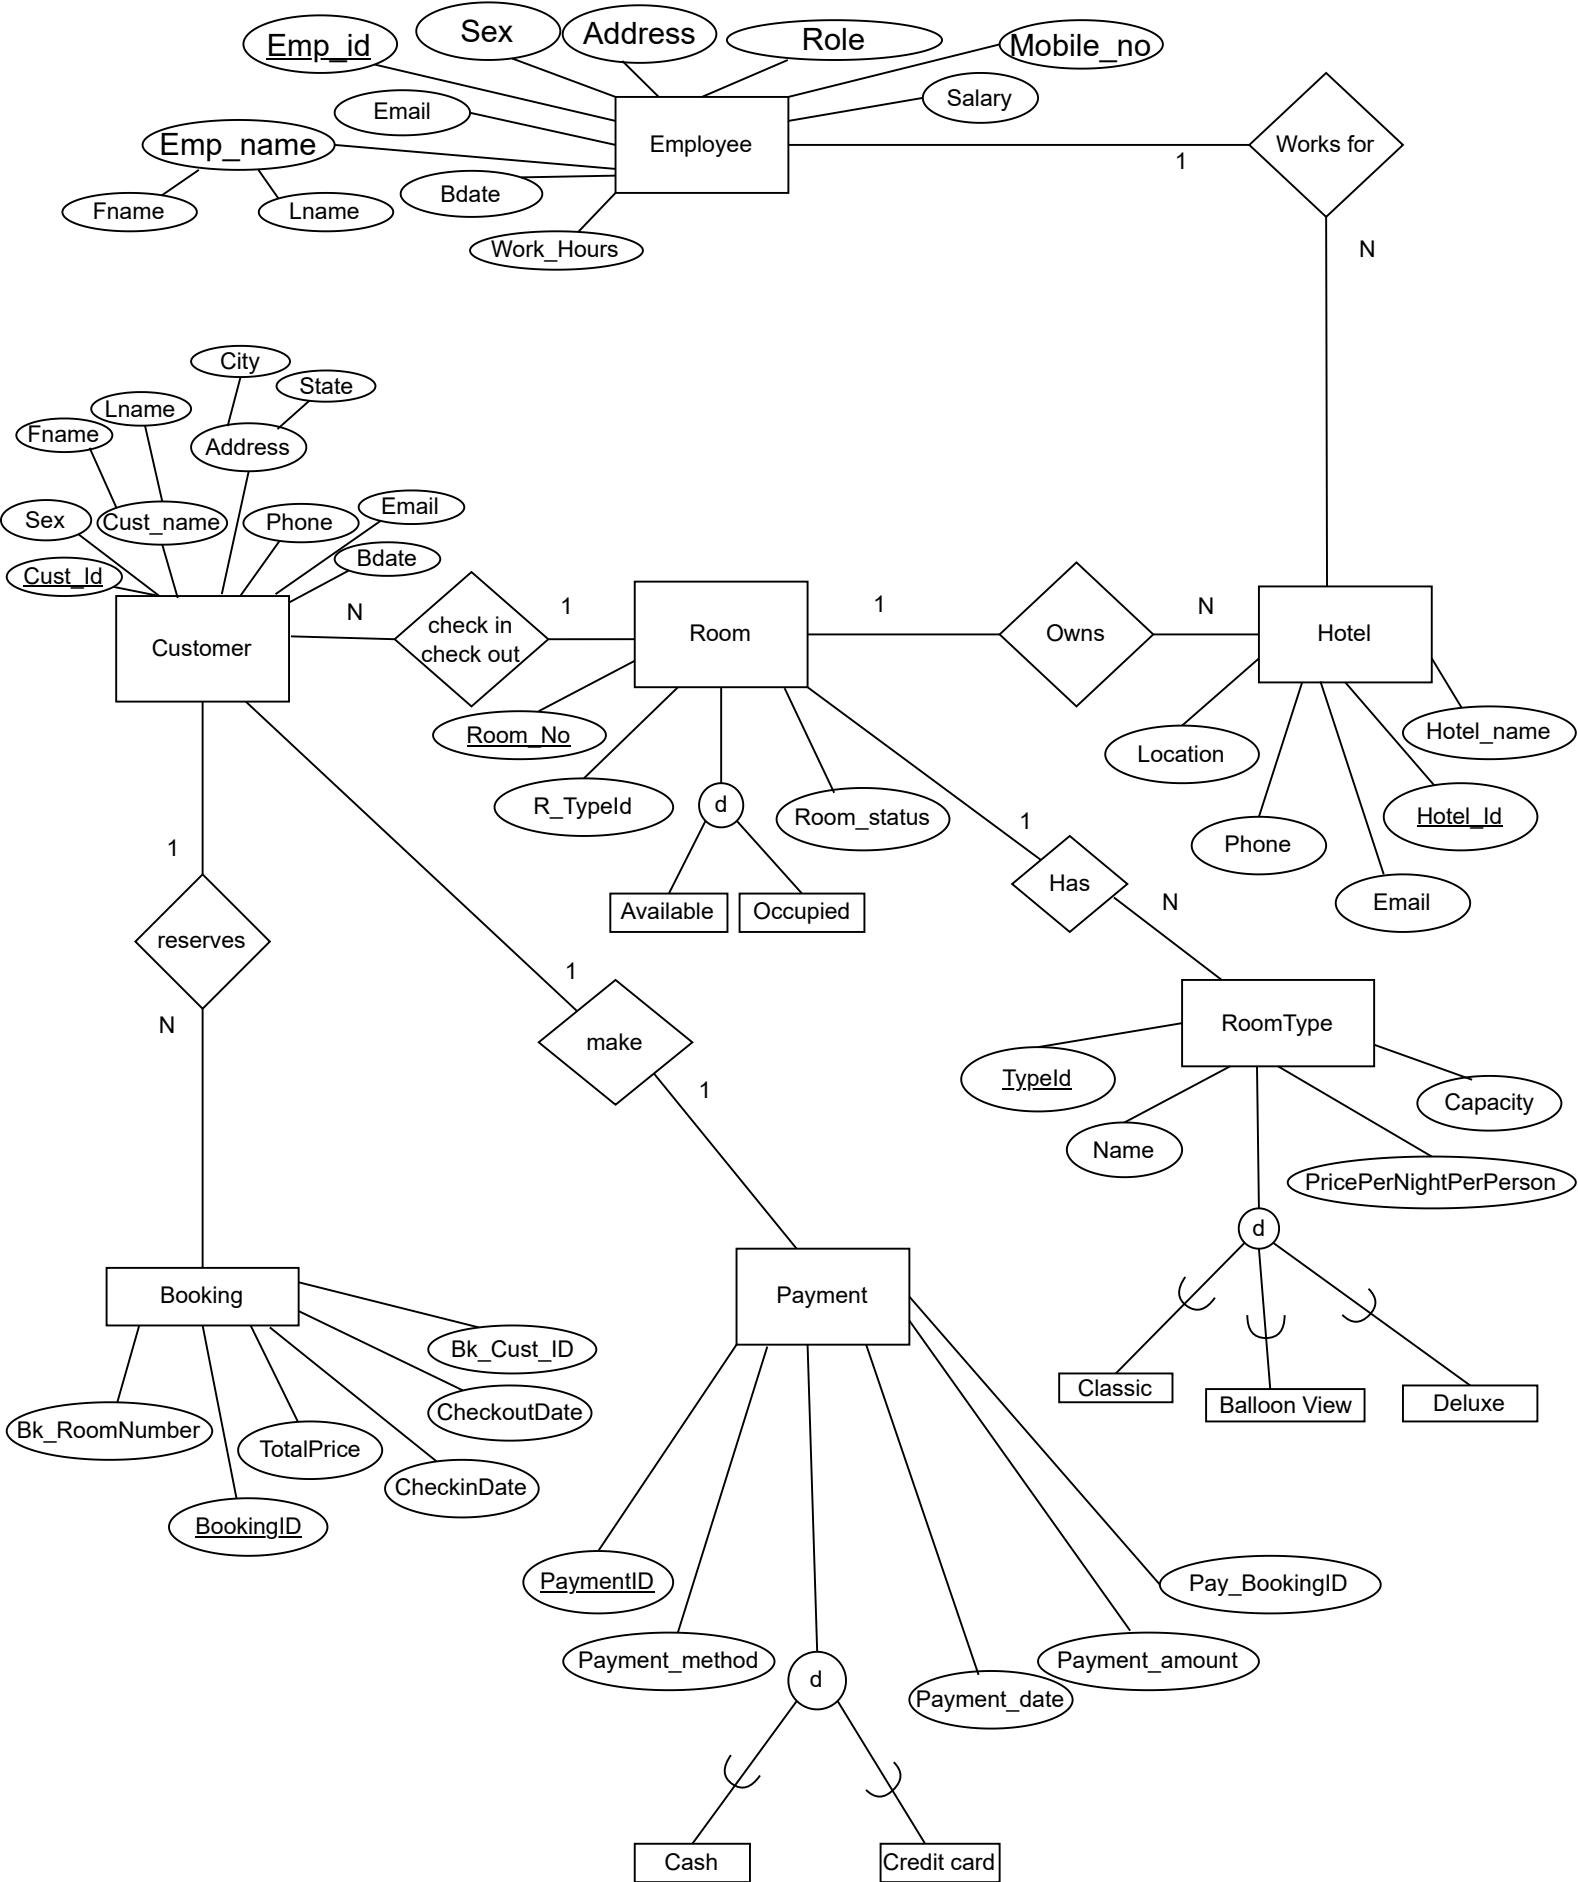 Emp_id
Sex
Address
Role
Mobile_no
Email
Salary
Emp_name
Employee
Works for
1
Fname
Lname
Bdate
Work_Hours
N
City
State
Lname
Fname
Address
Sex
Cust_name
Phone
Email
Cust_Id
Bdate
Customer
N
check in
check out
1
Room
1
Owns
N
Hotel
Room_No
R_TypeId
d
Room_status
Available
Occupied
Location
Hotel_name
Phone
Hotel_Id
Email
1
Has
N
1
reserves
N
1
make
1
RoomType
TypeId
Name
Capacity
PricePerNightPerPerson
d
Classic
Balloon View
Deluxe
Booking
Bk_Cust_ID
CheckoutDate
Bk_RoomNumber
TotalPrice
CheckinDate
BookingID
Payment
PaymentID
Pay_BookingID
Payment_method
d
Payment_amount
Payment_date
Cash
Credit card